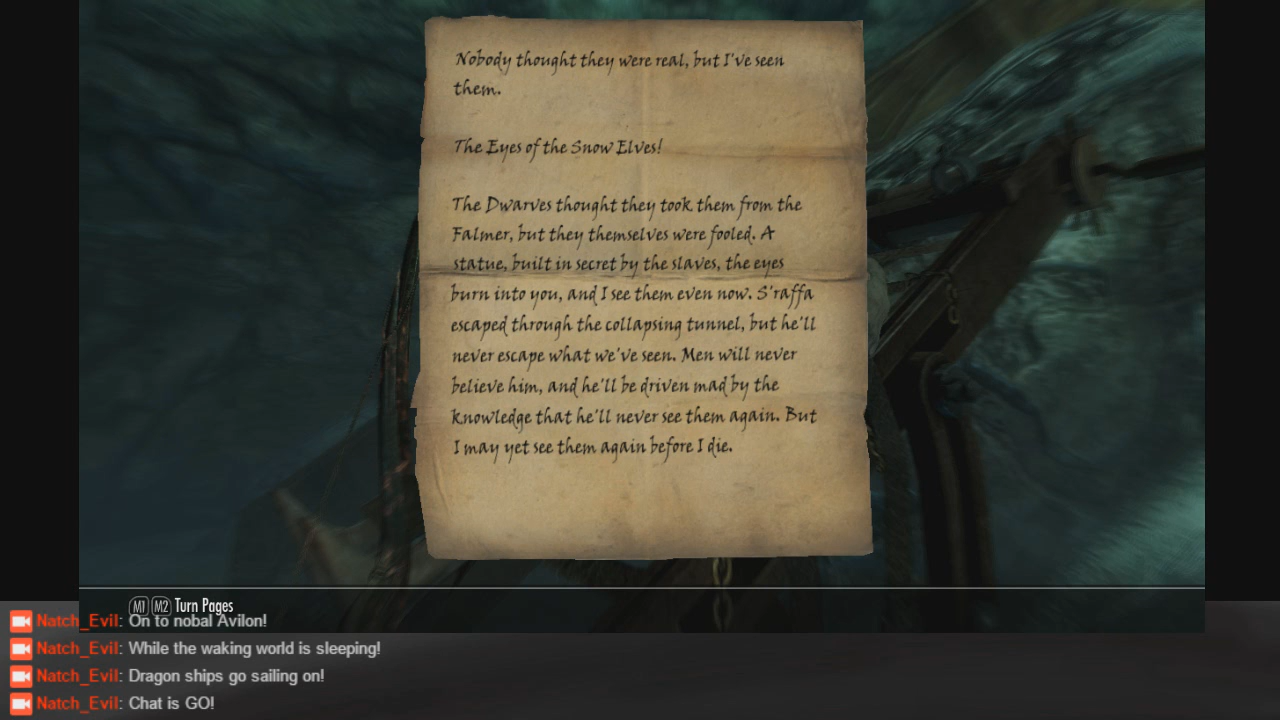 Nobody thought they were real, but I've seen
them.
The Eyes of the Snow Elves!
The Dwarves thought they took them from the
Falmer, but they themselves were fooled. A
statue, built in secret by the slaves, the eyes
burn into you, and I see them even now. S'raffa
escaped through the collapsing tunnel, but he'll
never escape what we've seen. Men will never
believe him, and he'll be driven mad by the
knowledge that he'll never see them again. But
I may yet see them again before I die.
M1 M2 Turn Pages
Natch_Evil: On to nobal Avilon!
Natch_Evil: While the waking world is sleeping!
Natch_Evil: Dragon ships go sailing on!
Natch_Evil: Chat is GO!